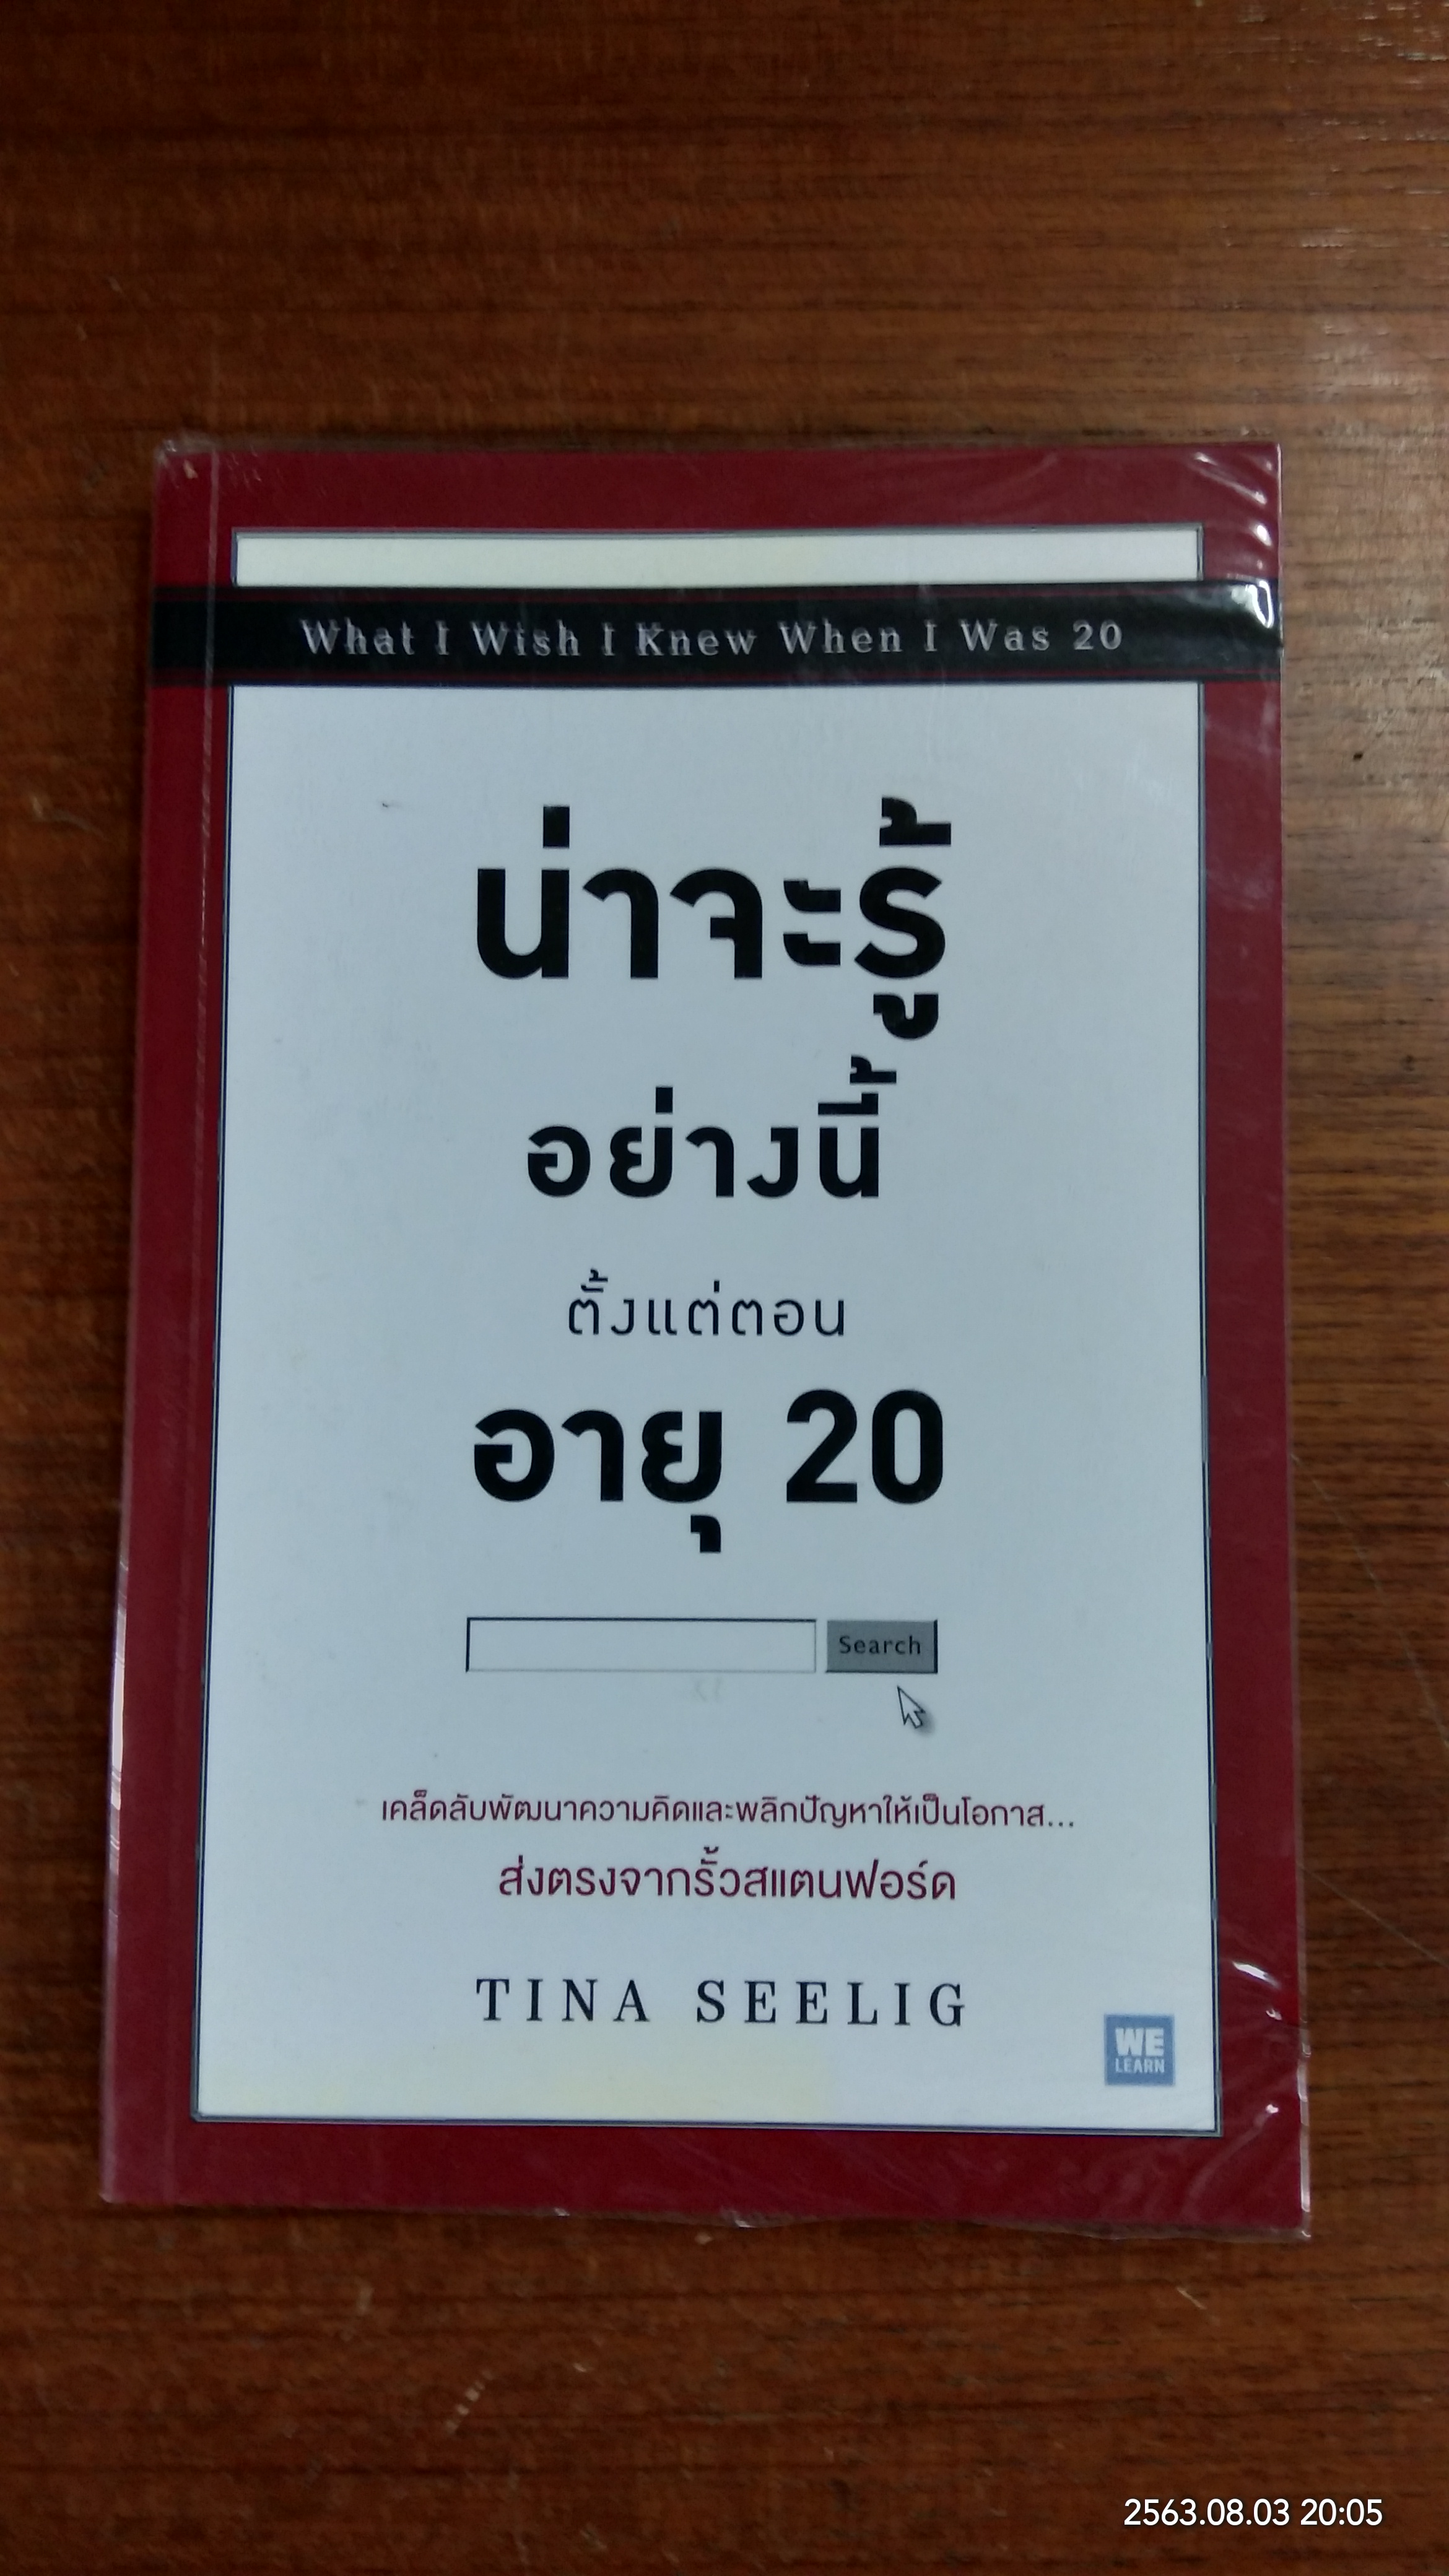 What I Wish I Knew When I Was 20
น่าจะรู้
อย่างนี้
ตั้งแต่ตอน
อายุ 20
Search
เคล็ดลับพัฒนาความคิดและพลิกปัญหาให้เป็นโอกาส...
ส่งตรงจากรั้วสแตนฟอร์ด
TINA SEELIG
WE
LEARN
2563.08.03 20:05